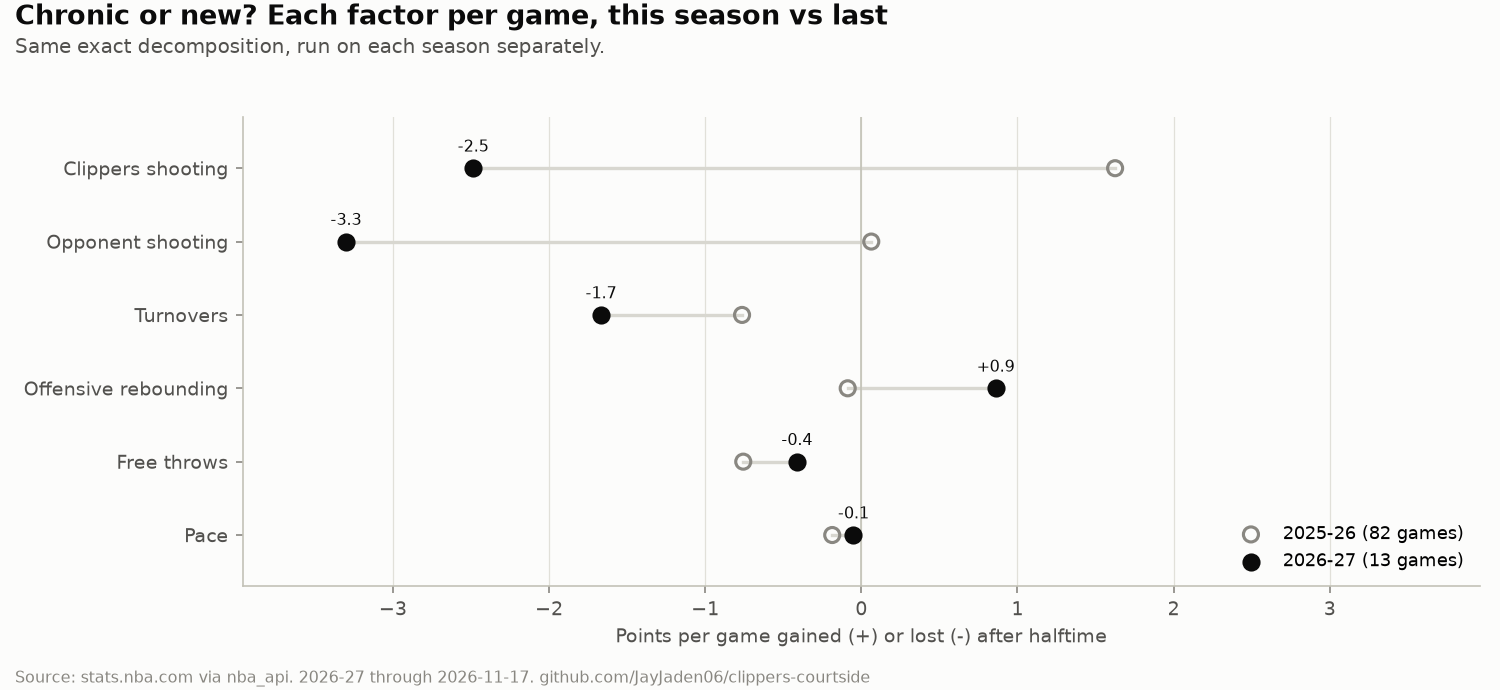 Chronic or new? Each factor per game, this season vs last
Same exact decomposition, run on each season separately.
Clippers shooting
-2.5
Opponent shooting
-3.3
Turnovers
-1.7
Offensive rebounding
+0.9
Free throws
-0.4
Pace
-0.1
2025-26 (82 games)
2026-27 (13 games)
−3 −2 −1 0 1 2 3
Points per game gained (+) or lost (-) after halftime
Source: stats.nba.com via nba_api. 2026-27 through 2026-11-17. github.com/JayJaden06/clippers-courtside